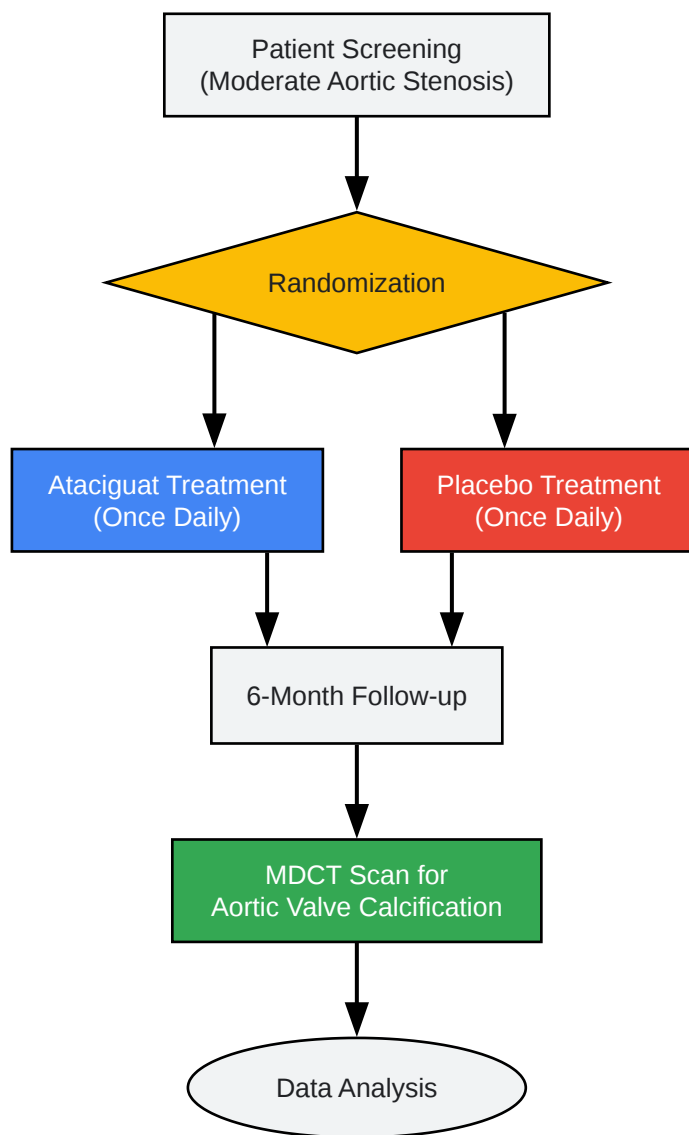 Patient Screening
(Moderate Aortic Stenosis)
Randomization
Ataciguat Treatment
(Once Daily)
Placebo Treatment
(Once Daily)
6-Month Follow-up
MDCT Scan for
Aortic Valve Calcification
Data Analysis